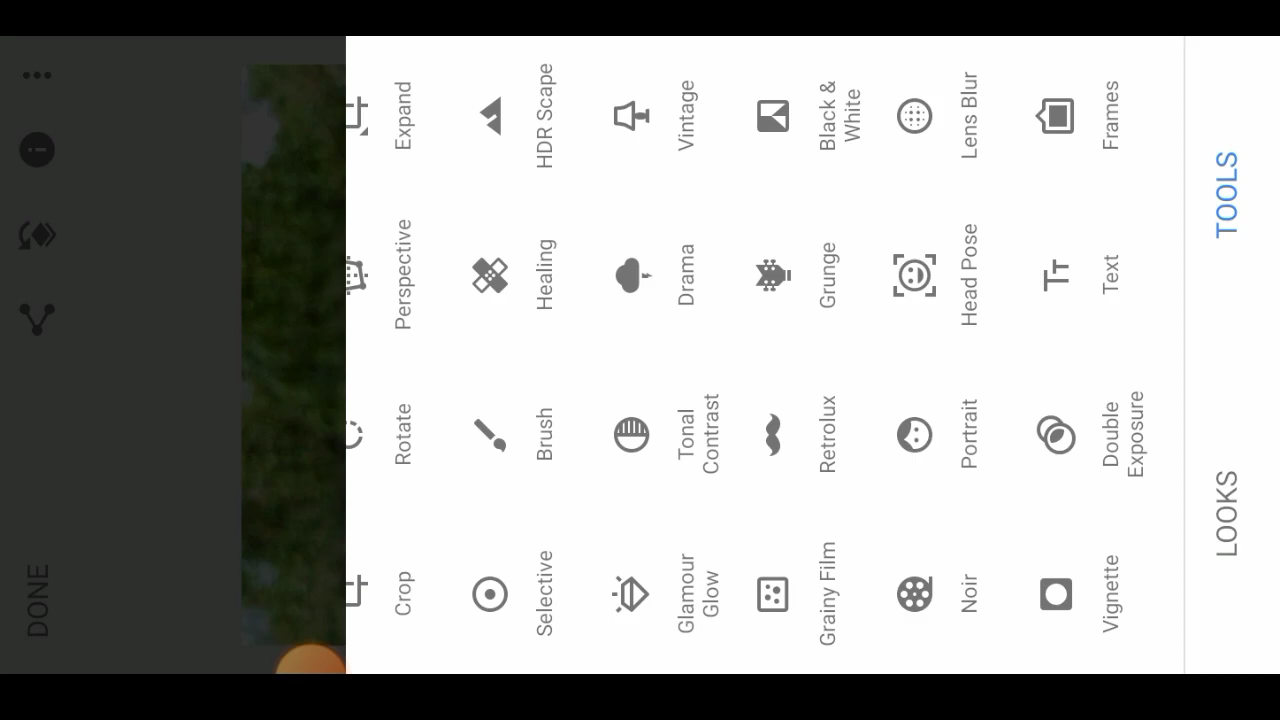 DONE
Crop
Rotate
Perspective
Expand
Selective
Brush
Healing
HDR Scape
Glamour
Glow
Tonal
Contrast
Drama
Vintage
Grainy Film
Retrolux
Grunge
Black &
White
Noir
Portrait
Head Pose
Lens Blur
Vignette
Double
Exposure
Text
Frames
LOOKS
TOOLS